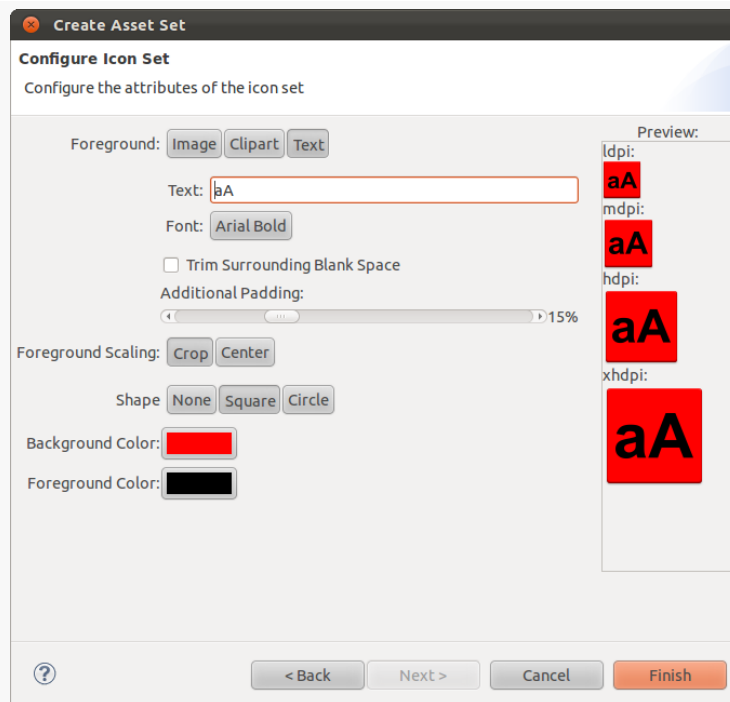 Create Asset Set
Configure Icon Set
Configure the attributes of the icon set
Foreground: Image Clipart Text
Text: aA
Font: Arial Bold
Trim Surrounding Blank Space
Additional Padding:
15%
Foreground Scaling: Crop Center
Shape None Square Circle
Background Color:
Foreground Color:
Preview:
ldpi:
aA
mdpi:
aA
hdpi:
aA
xhdpi:
aA
? < Back Next > Cancel Finish